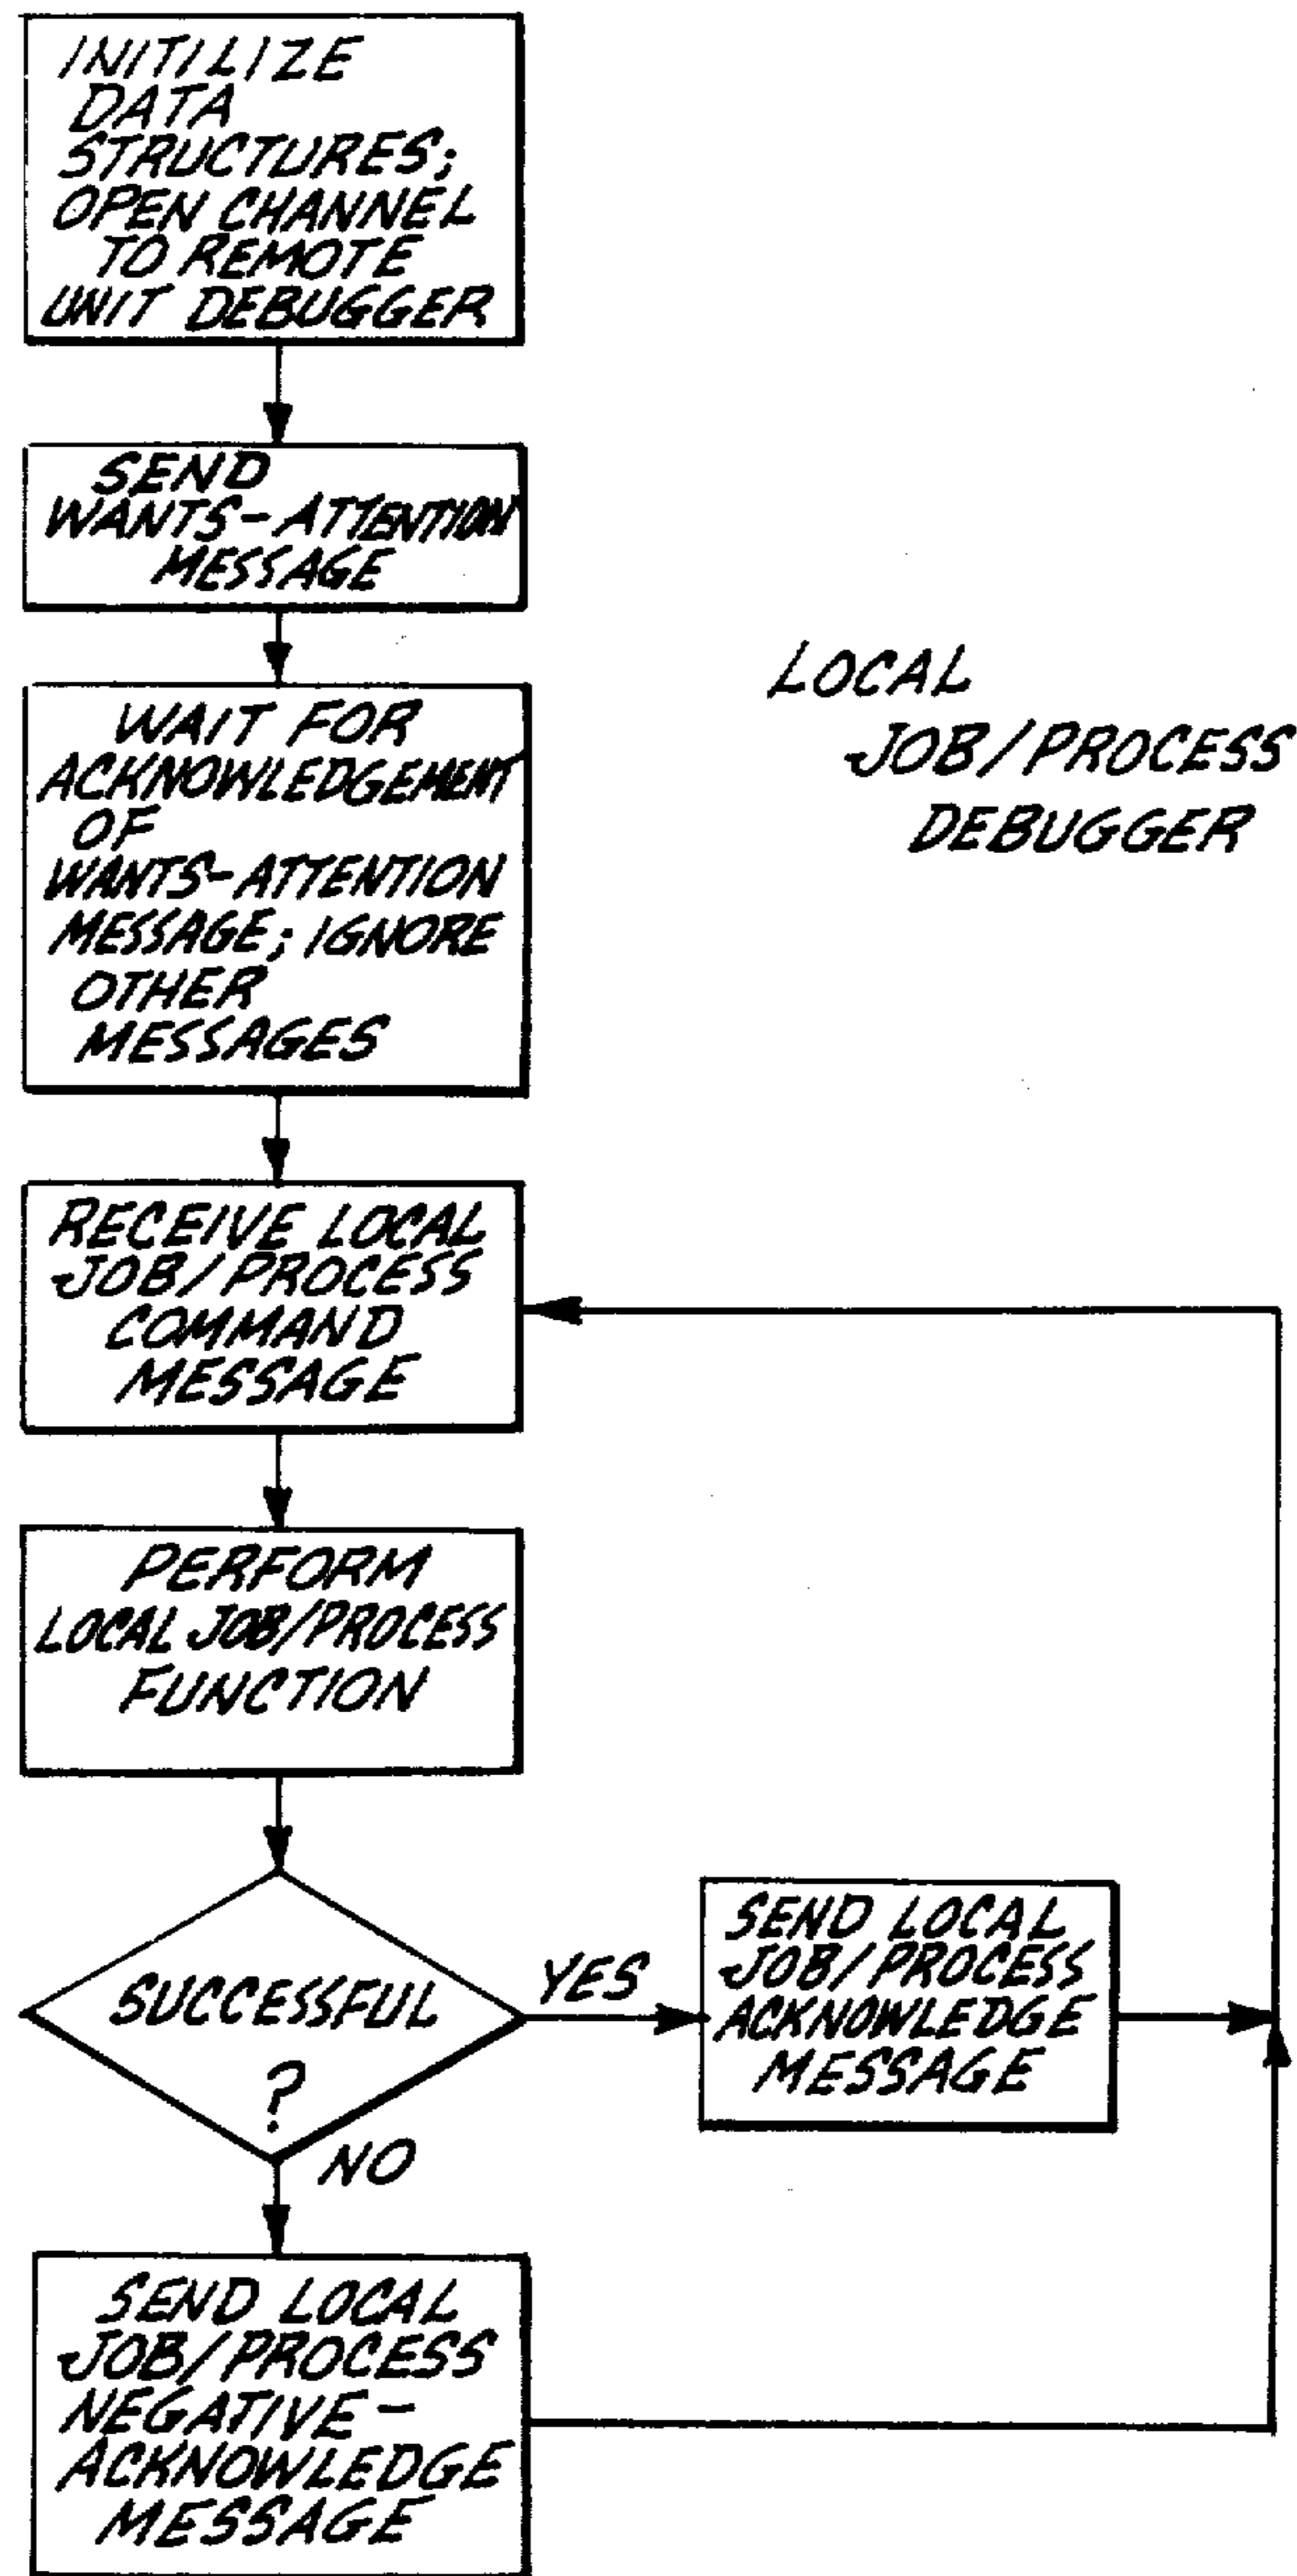 INITILIZE
DATA
STRUCTURES;
OPEN CHANNEL
TO REMOTE
UNIT DEBUGGER
SEND
WANTS-ATTENTION
MESSAGE
LOCAL
JOB/PROCESS
DEBUGGER
WAIT FOR
ACKNOWLEDGEMENT
OF
WANTS-ATTENTION
MESSAGE; IGNORE
OTHER
MESSAGES
RECEIVE LOCAL
JOB/PROCESS
COMMAND
MESSAGE
PERFORM
LOCAL JOB/PROCESS
FUNCTION
SUCCESSFUL
?
YES
SEND LOCAL
JOB/PROCESS
ACKNOWLEDGE
MESSAGE
NO
SEND LOCAL
JOB/PROCESS
NEGATIVE-
ACKNOWLEDGE
MESSAGE